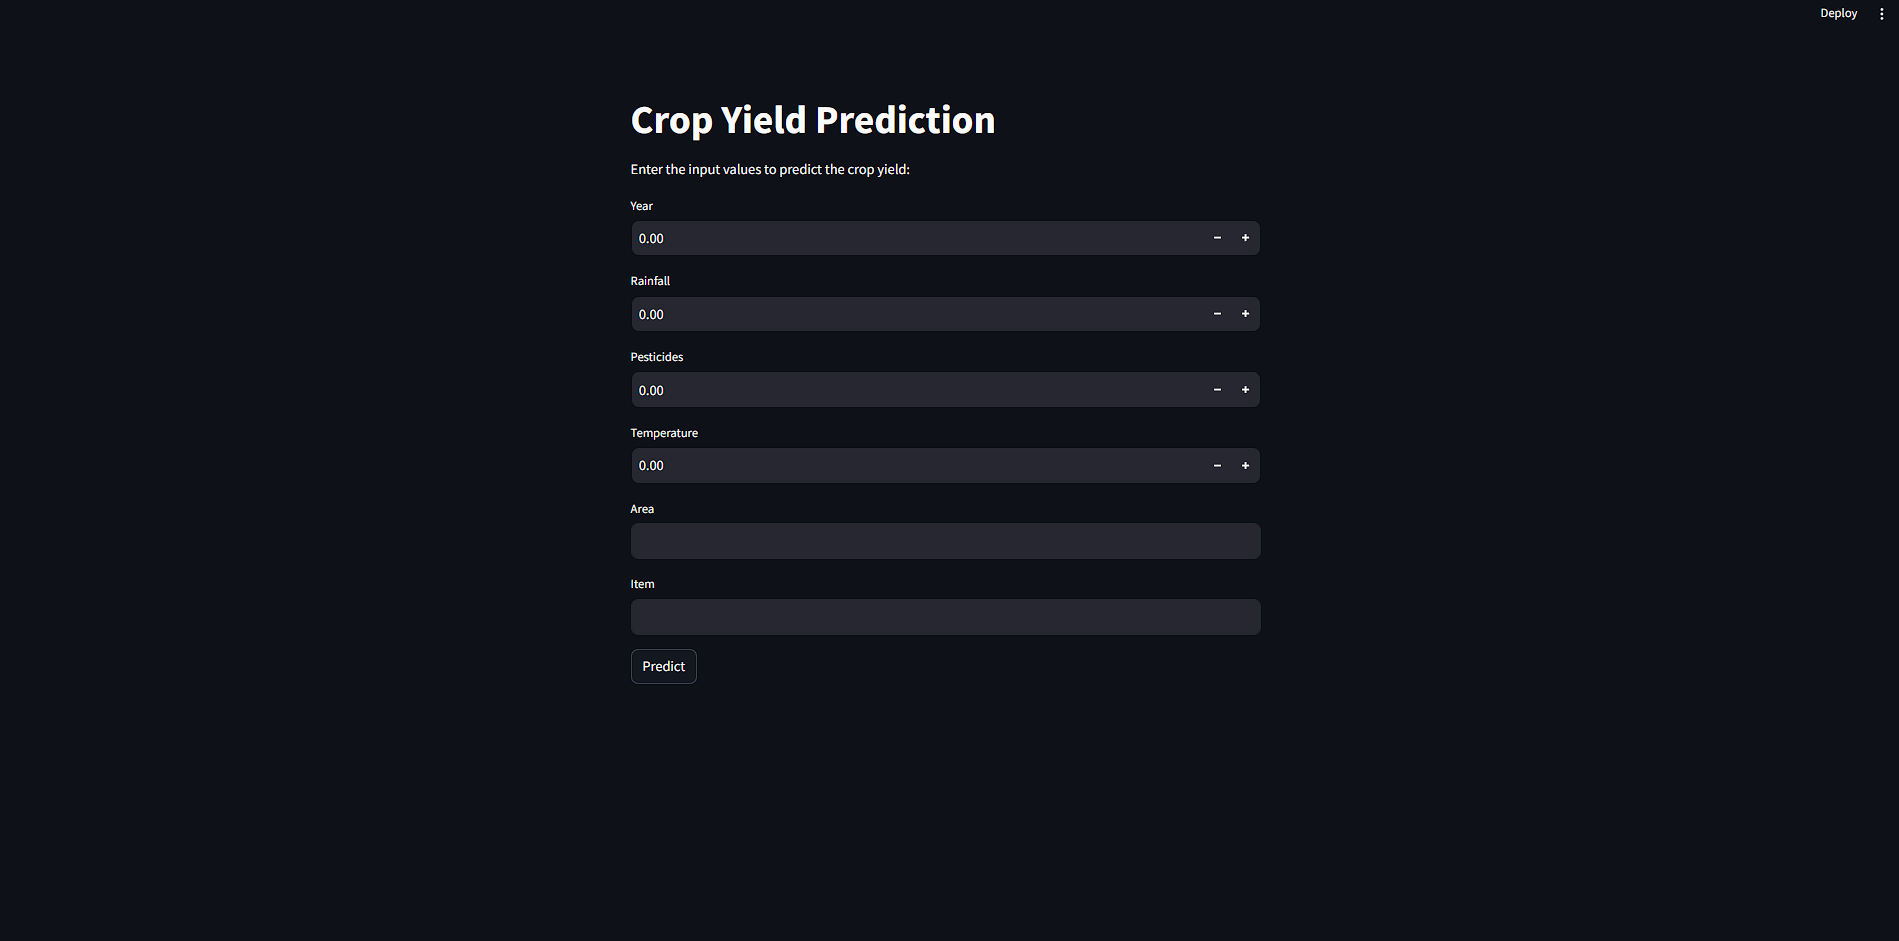 Deploy
Crop Yield Prediction
Enter the input values to predict the crop yield:
Year
0.00
Rainfall
0.00
Pesticides
0.00
Temperature
0.00
Area
Item
Predict